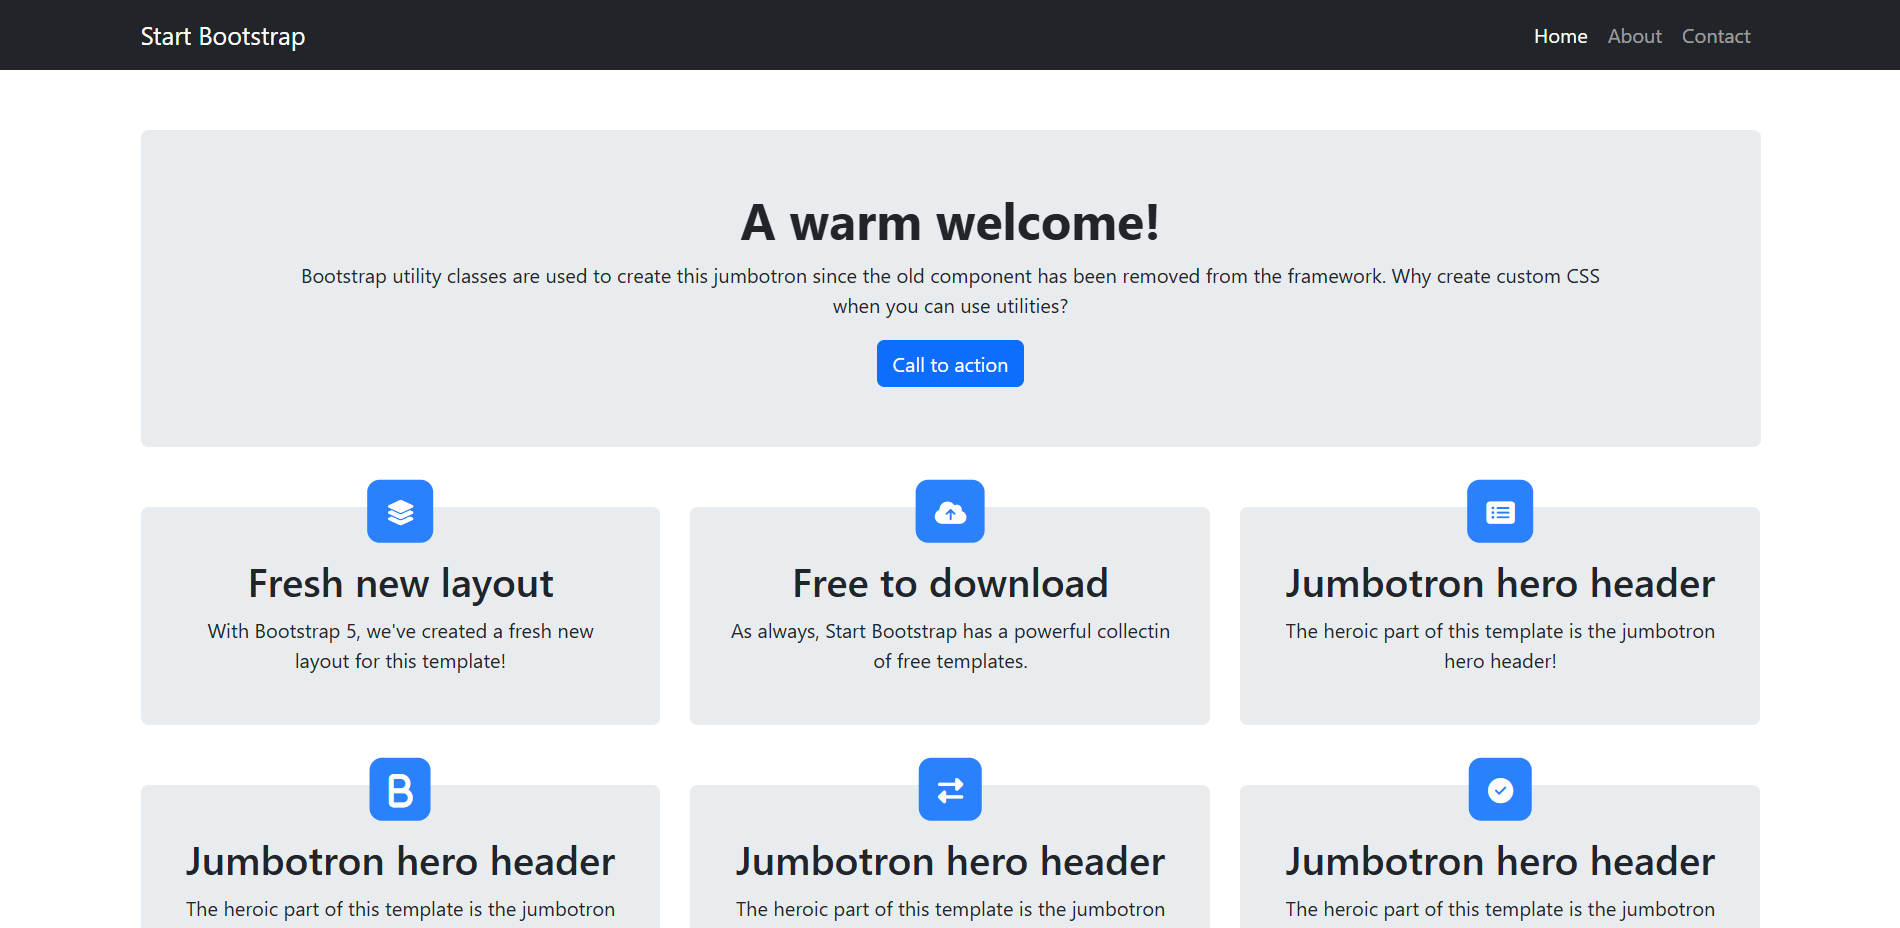 Start Bootstrap
Home About Contact
A warm welcome!
Bootstrap utility classes are used to create this jumbotron since the old component has been removed from the framework. Why create custom CSS
when you can use utilities?
Call to action
Fresh new layout
With Bootstrap 5, we've created a fresh new
layout for this template!
Free to download
As always, Start Bootstrap has a powerful collectin
of free templates.
Jumbotron hero header
The heroic part of this template is the jumbotron
hero header!
B
Jumbotron hero header
The heroic part of this template is the jumbotron
Jumbotron hero header
The heroic part of this template is the jumbotron
Jumbotron hero header
The heroic part of this template is the jumbotron